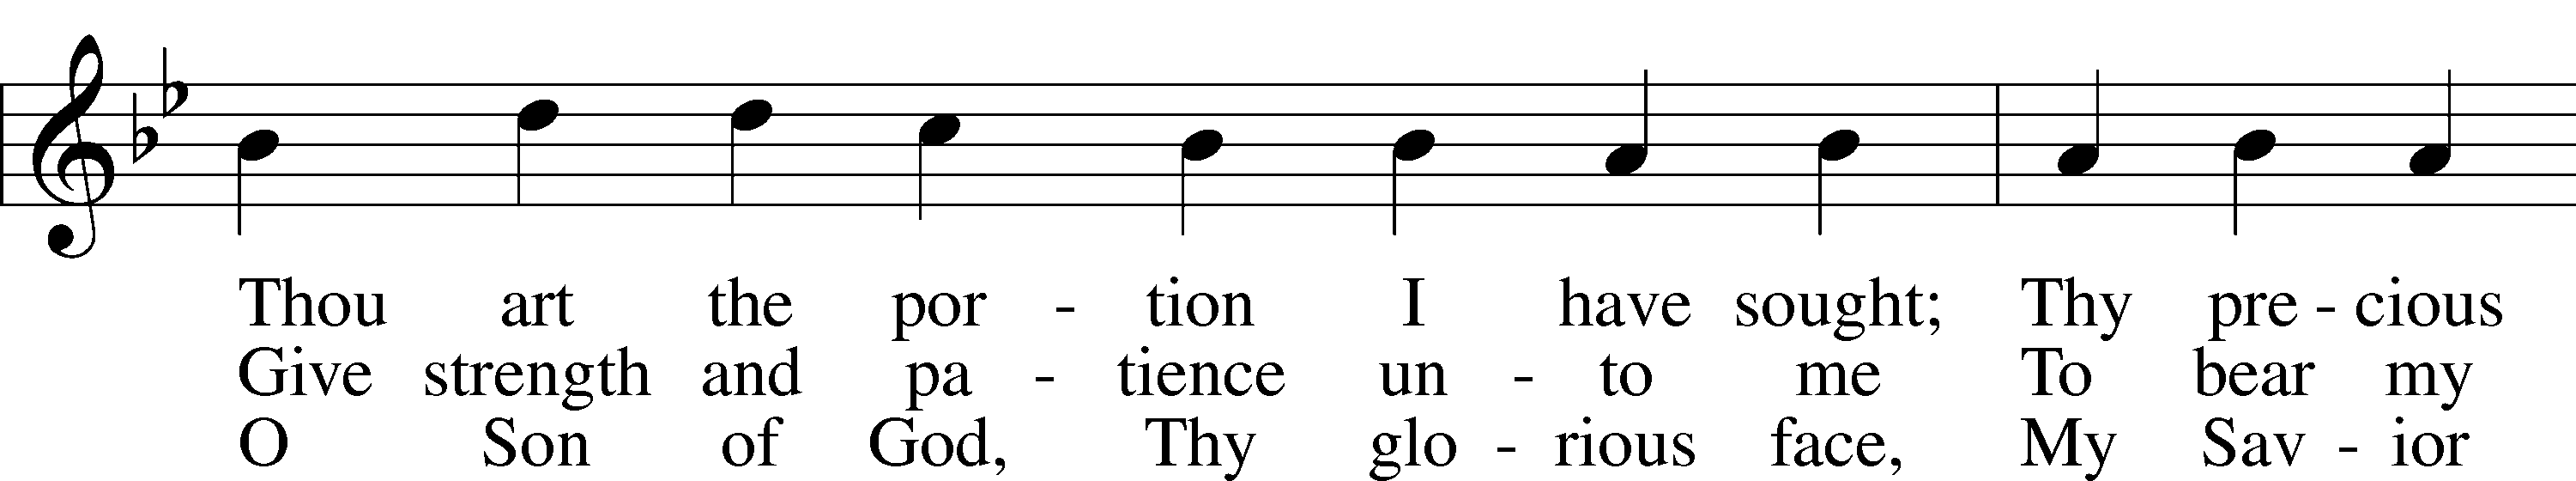 Thou art the por - tion I have sought; Thy pre - cious
Give strength and pa - tience un - to me To bear my
O Son of God, Thy glo - rious face, My Sav - ior